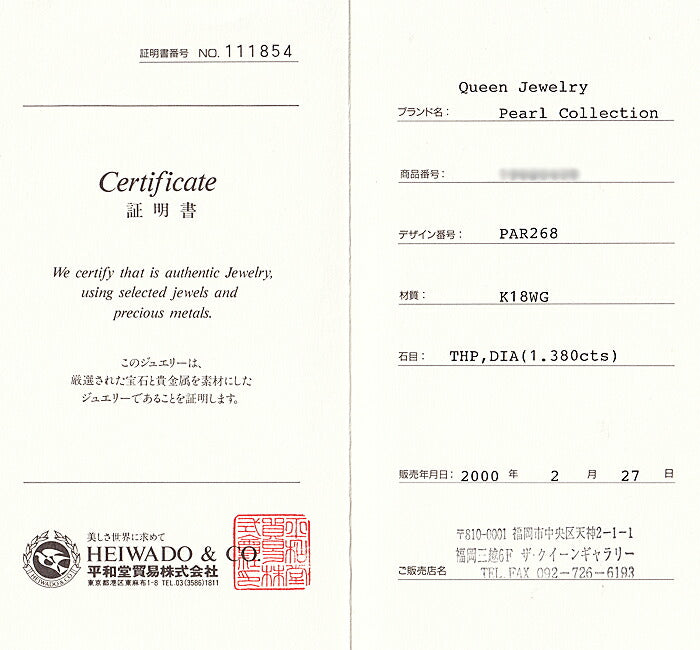 証明書番号 NO. 111854
Certificate
証明書
We certify that is authentic Jewelry,
using selected jewels and
precious metals.
このジュエリーは、
厳選された宝石と貴金属を素材にした
ジュエリーであることを証明します。
美しさ世界に求めて
HEIWADO & CO.
平和堂貿易株式会社
東京都港区東麻布1-8 TEL.03(3586)1811
Queen Jewelry
ブランド名: Pearl Collection
商品番号:
デザイン番号: PAR268
材質: K18WG
石目: THP,DIA(1.380cts)
販売年月日: 2000 年 2 月 27 日
〒810-0001 福岡市中央区天神2-1-1
福岡三越6F ザ・クイーンギャラリー
ご販売店名 TEL.FAX 092-726-6193